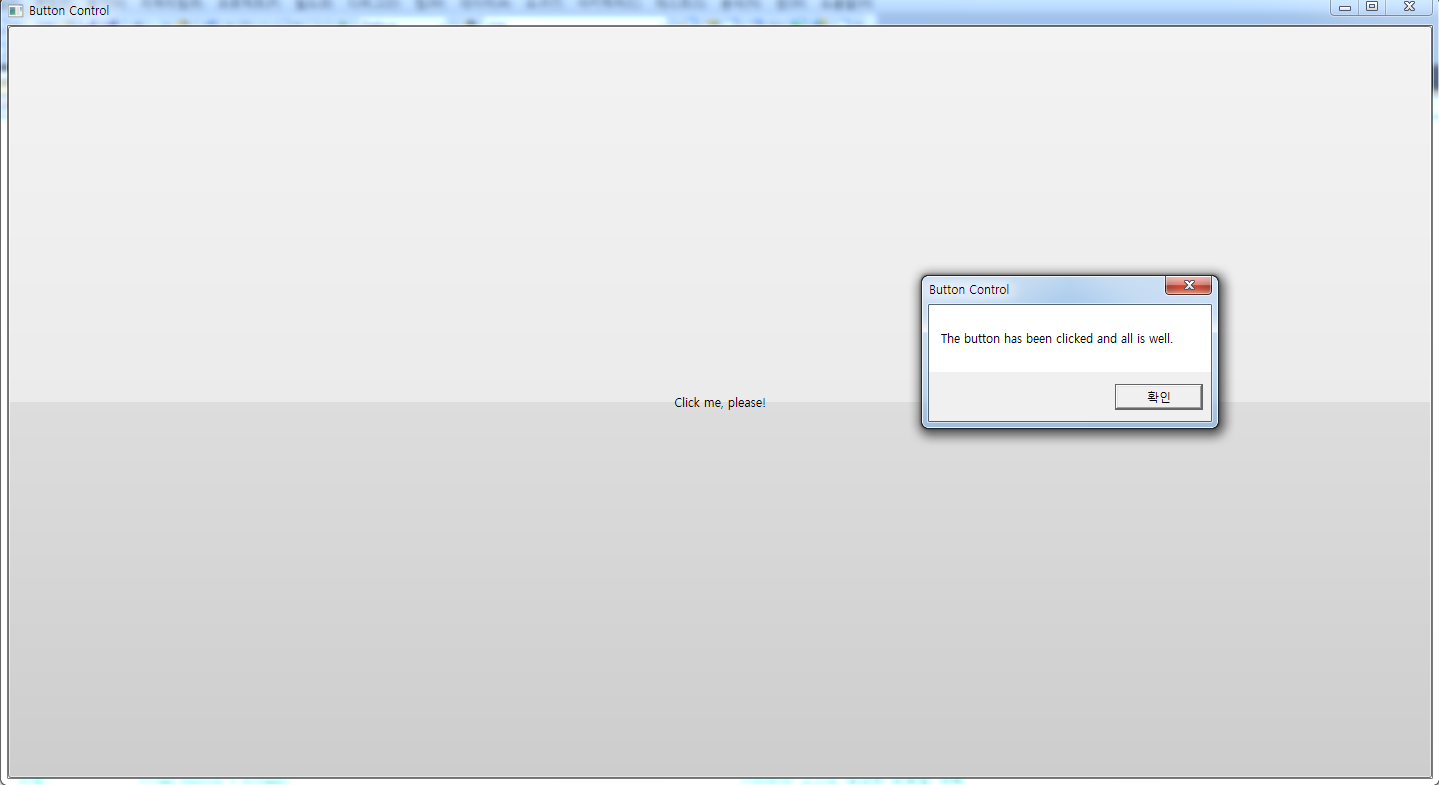 Button Control
Button Control
The button has been clicked and all is well.
확인
Click me, please!